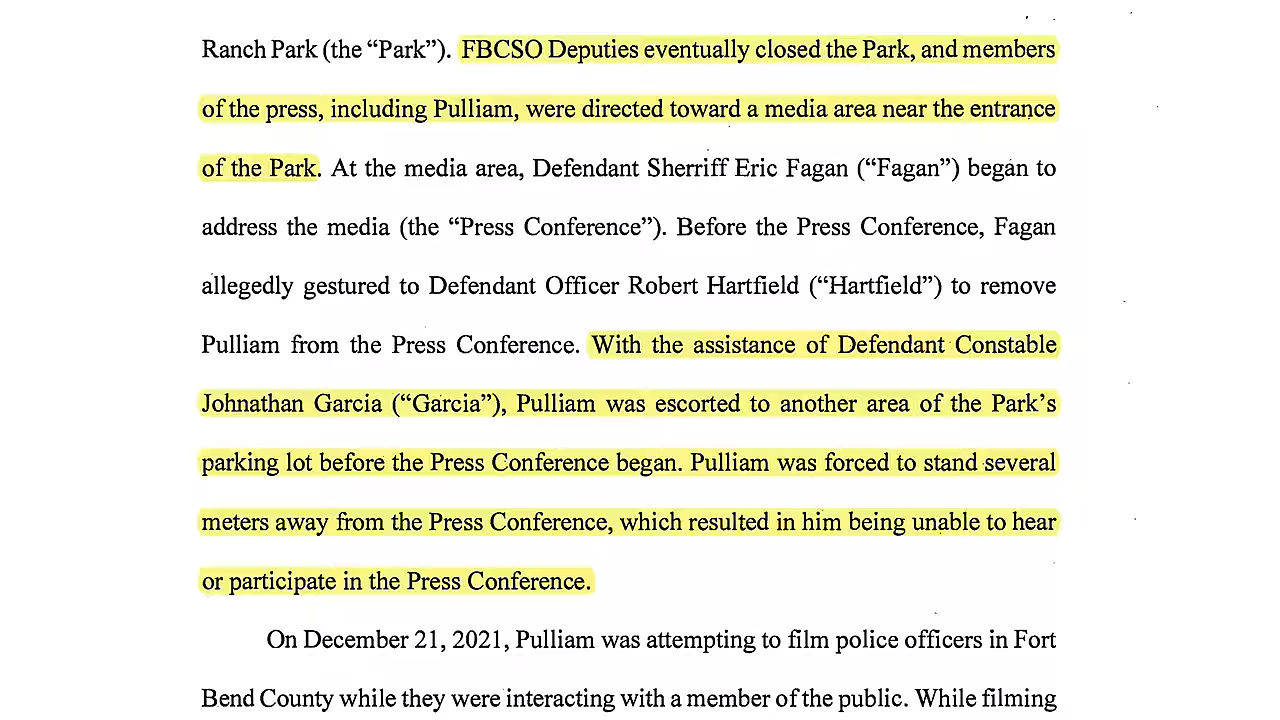 Ranch Park (the “Park”). FBCSO Deputies eventually closed the Park, and members
of the press, including Pulliam, were directed toward a media area near the entrance
of the Park. At the media area, Defendant Sherriff Eric Fagan (“Fagan”) began to
address the media (the “Press Conference”). Before the Press Conference, Fagan
allegedly gestured to Defendant Officer Robert Hartfield (“Hartfield”) to remove
Pulliam from the Press Conference. With the assistance of Defendant Constable
Johnathan Garcia (“Garcia”), Pulliam was escorted to another area of the Park’s
parking lot before the Press Conference began. Pulliam was forced to stand several
meters away from the Press Conference, which resulted in him being unable to hear
or participate in the Press Conference.
On December 21, 2021, Pulliam was attempting to film police officers in Fort
Bend County while they were interacting with a member of the public. While filming